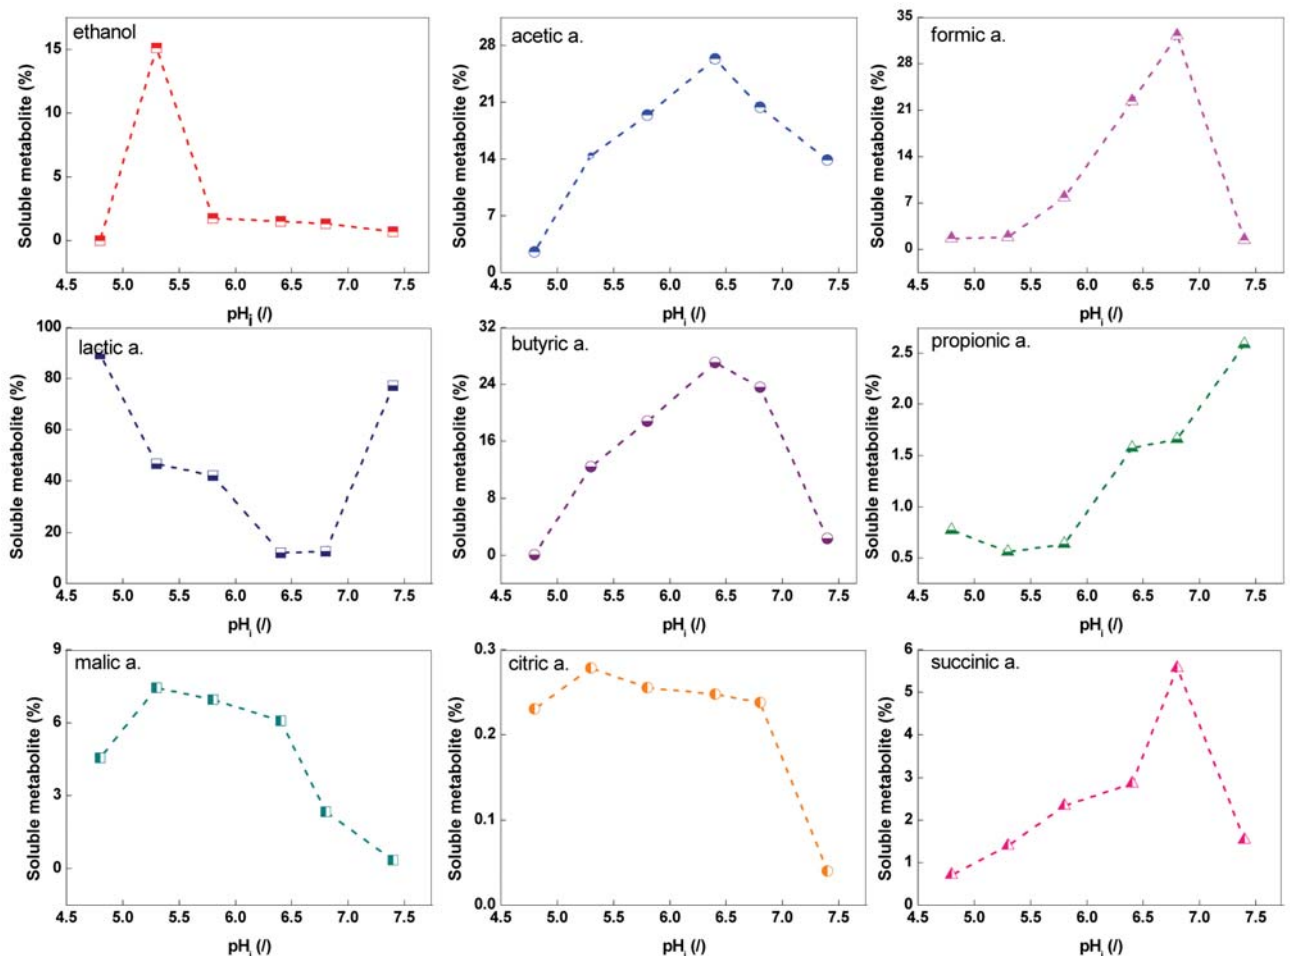 ethanol
Soluble metabolite (%)
15
10
5
0
4.5 5.0 5.5 6.0 6.5 7.0 7.5
pHi (/)
acetic a.
Soluble metabolite (%)
28
21
14
7
0
4.5 5.0 5.5 6.0 6.5 7.0 7.5
pHi (/)
formic a.
Soluble metabolite (%)
35
28
21
14
7
0
4.5 5.0 5.5 6.0 6.5 7.0 7.5
pHi (/)
lactic a.
Soluble metabolite (%)
100
80
60
40
20
0
4.5 5.0 5.5 6.0 6.5 7.0 7.5
pHi (/)
butyric a.
Soluble metabolite (%)
32
24
16
8
0
4.5 5.0 5.5 6.0 6.5 7.0 7.5
pHi (/)
propionic a.
Soluble metabolite (%)
2.5
2.0
1.5
1.0
0.5
4.5 5.0 5.5 6.0 6.5 7.0 7.5
pHi (/)
malic a.
Soluble metabolite (%)
9
6
3
0
4.5 5.0 5.5 6.0 6.5 7.0 7.5
pHi (/)
citric a.
Soluble metabolite (%)
0.3
0.2
0.1
0.0
4.5 5.0 5.5 6.0 6.5 7.0 7.5
pHi (/)
succinic a.
Soluble metabolite (%)
6
5
4
3
2
1
0
4.5 5.0 5.5 6.0 6.5 7.0 7.5
pHi (/)